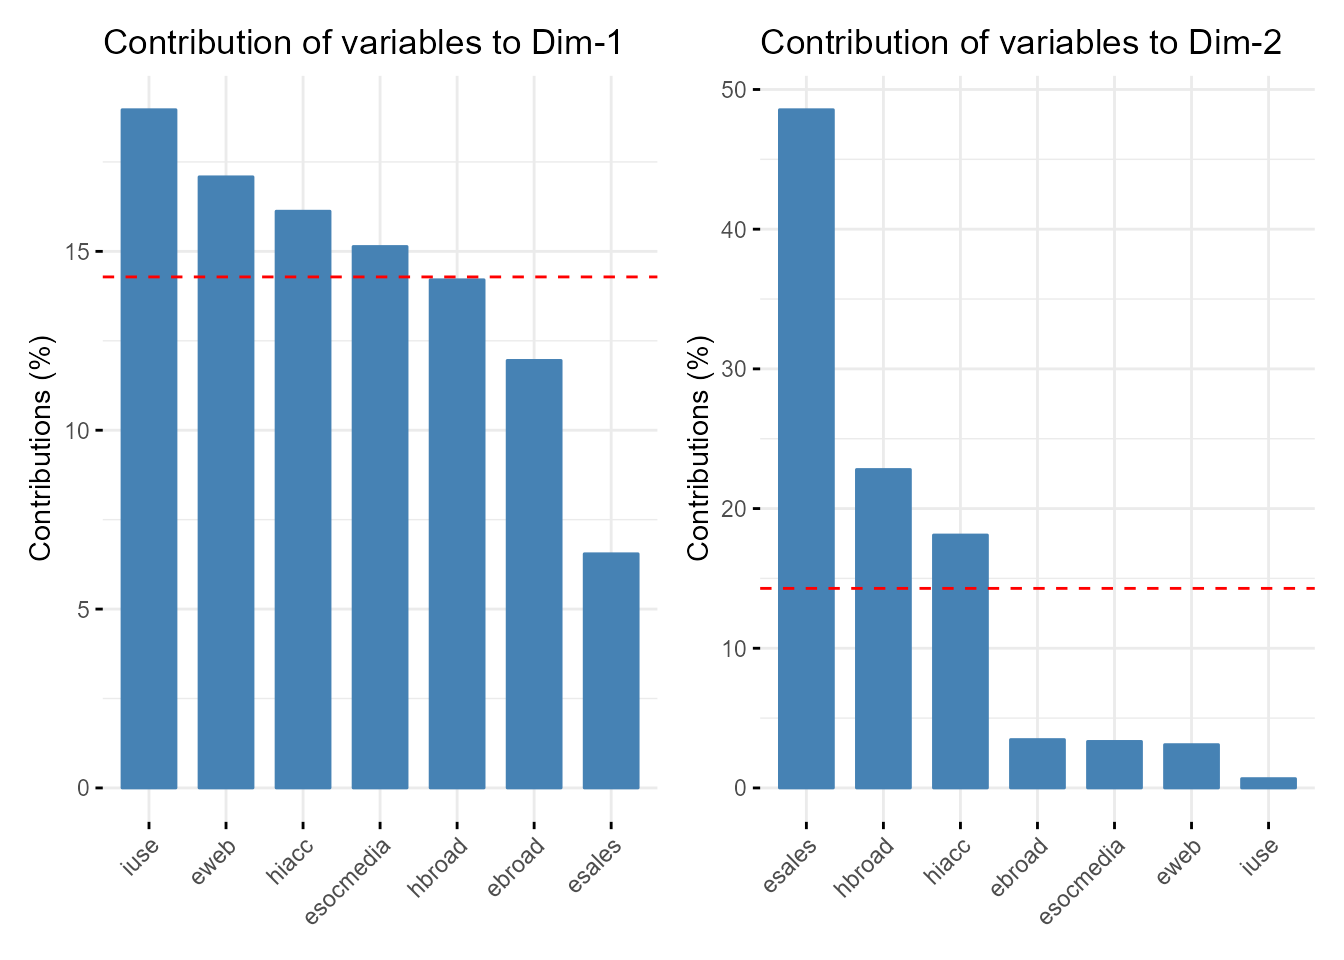 Contribution of variables to Dim-1
Contributions (%)
15
10
5
0
iuse
eweb
hiacc
esocmedia
hbroad
ebroad
esales
Contribution of variables to Dim-2
Contributions (%)
50
40
30
20
10
0
esales
hbroad
hiacc
ebroad
esocmedia
eweb
iuse